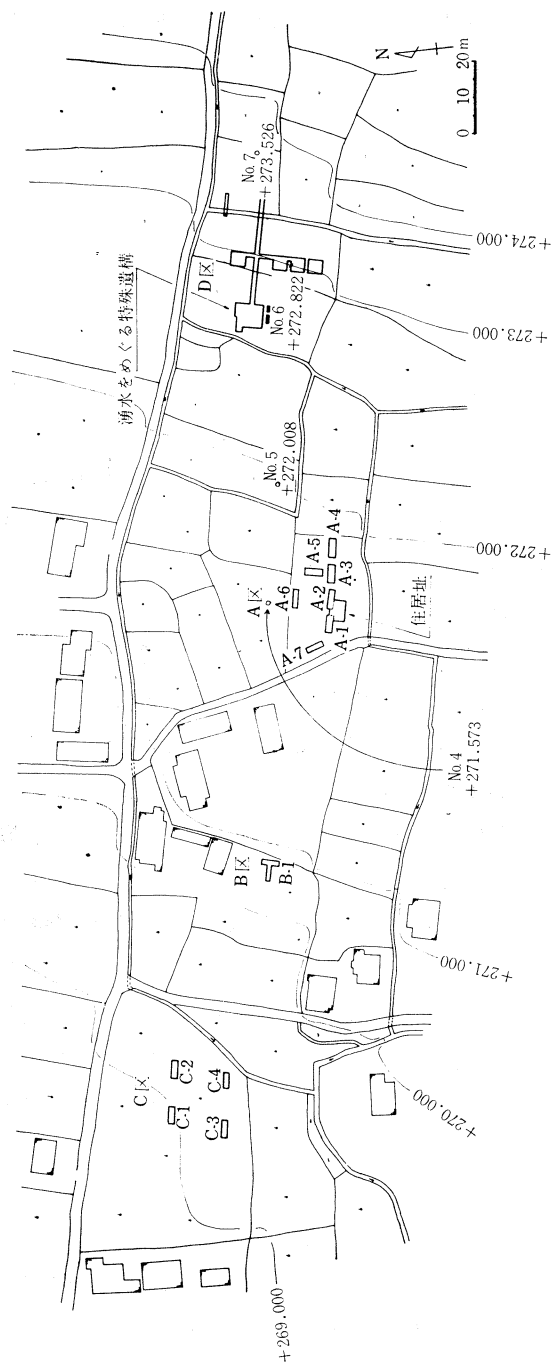 N
0 10 20m
湧水をめぐる特殊遺構
D区
No.7
+273.526
No.6
+272.822
+274.000
+273.000
No.5
+272.008
+272.000
A区
A-6
A-5
A-4
A-3
A-2
A-1
A-7
住居址
No.4
+271.573
B区
B-1
+271.000
+270.000
C区
C-1
C-2
C-3
C-4
+269.000